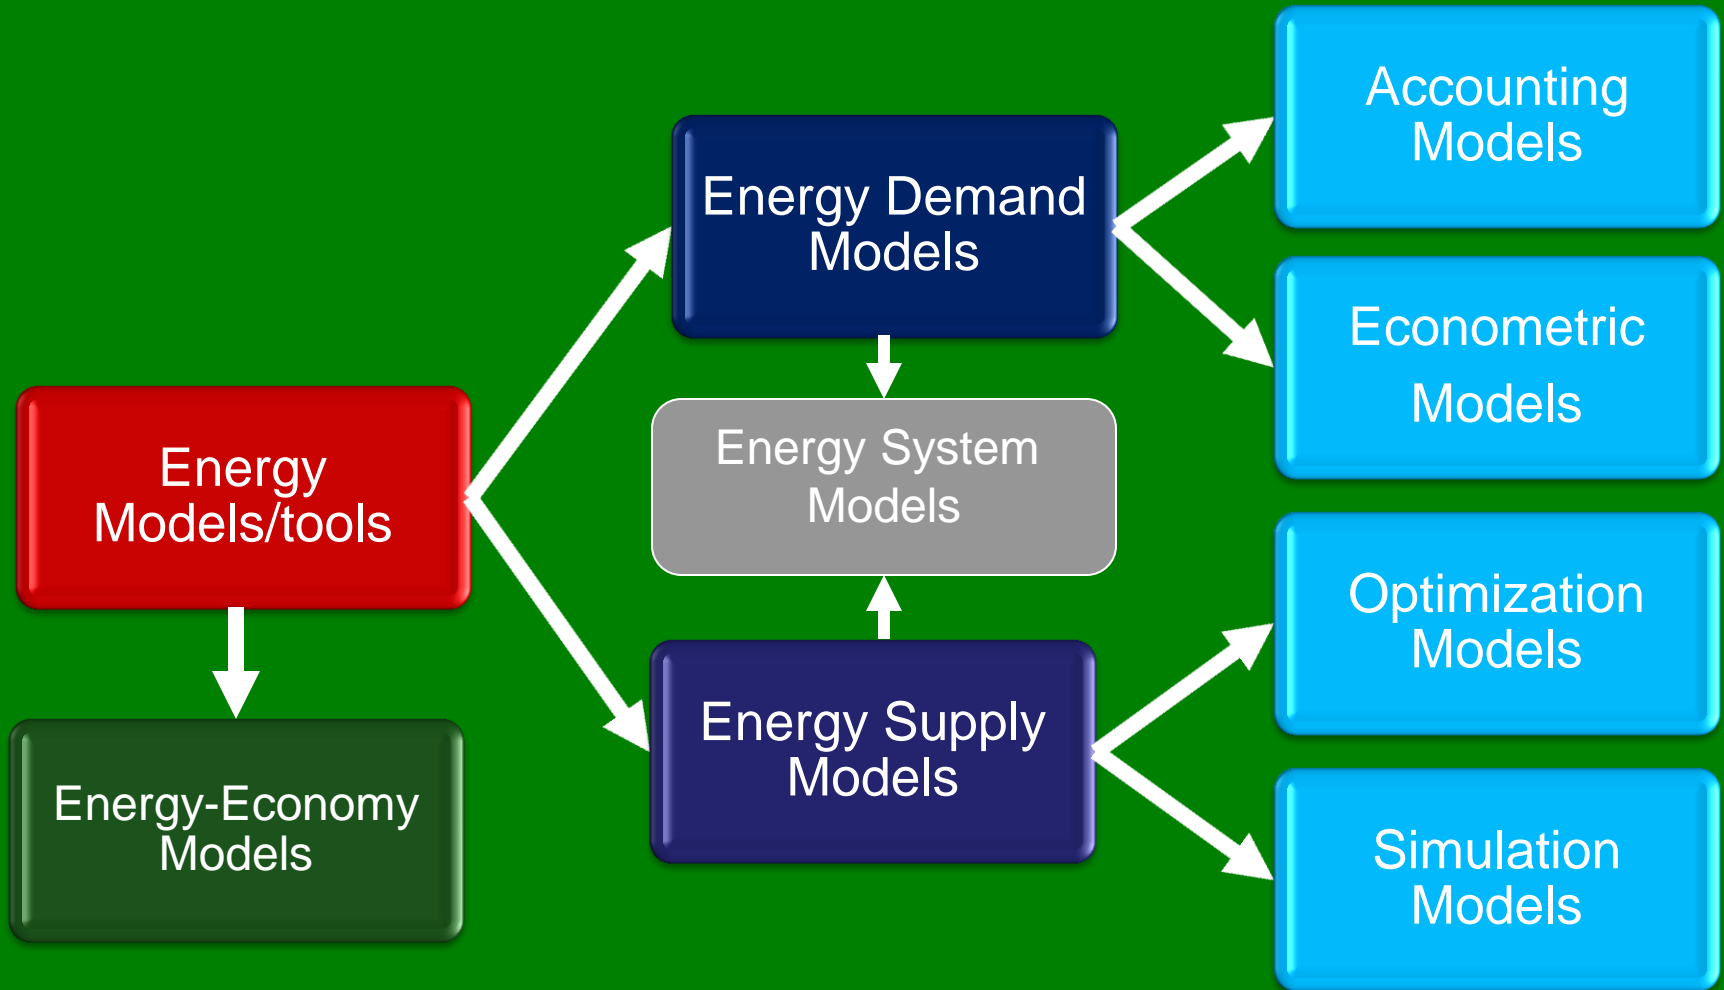 Energy
Models/tools
Energy-Economy
Models
Energy Demand
Models
Energy System
Models
Energy Supply
Models
Accounting
Models
Econometric
Models
Optimization
Models
Simulation
Models